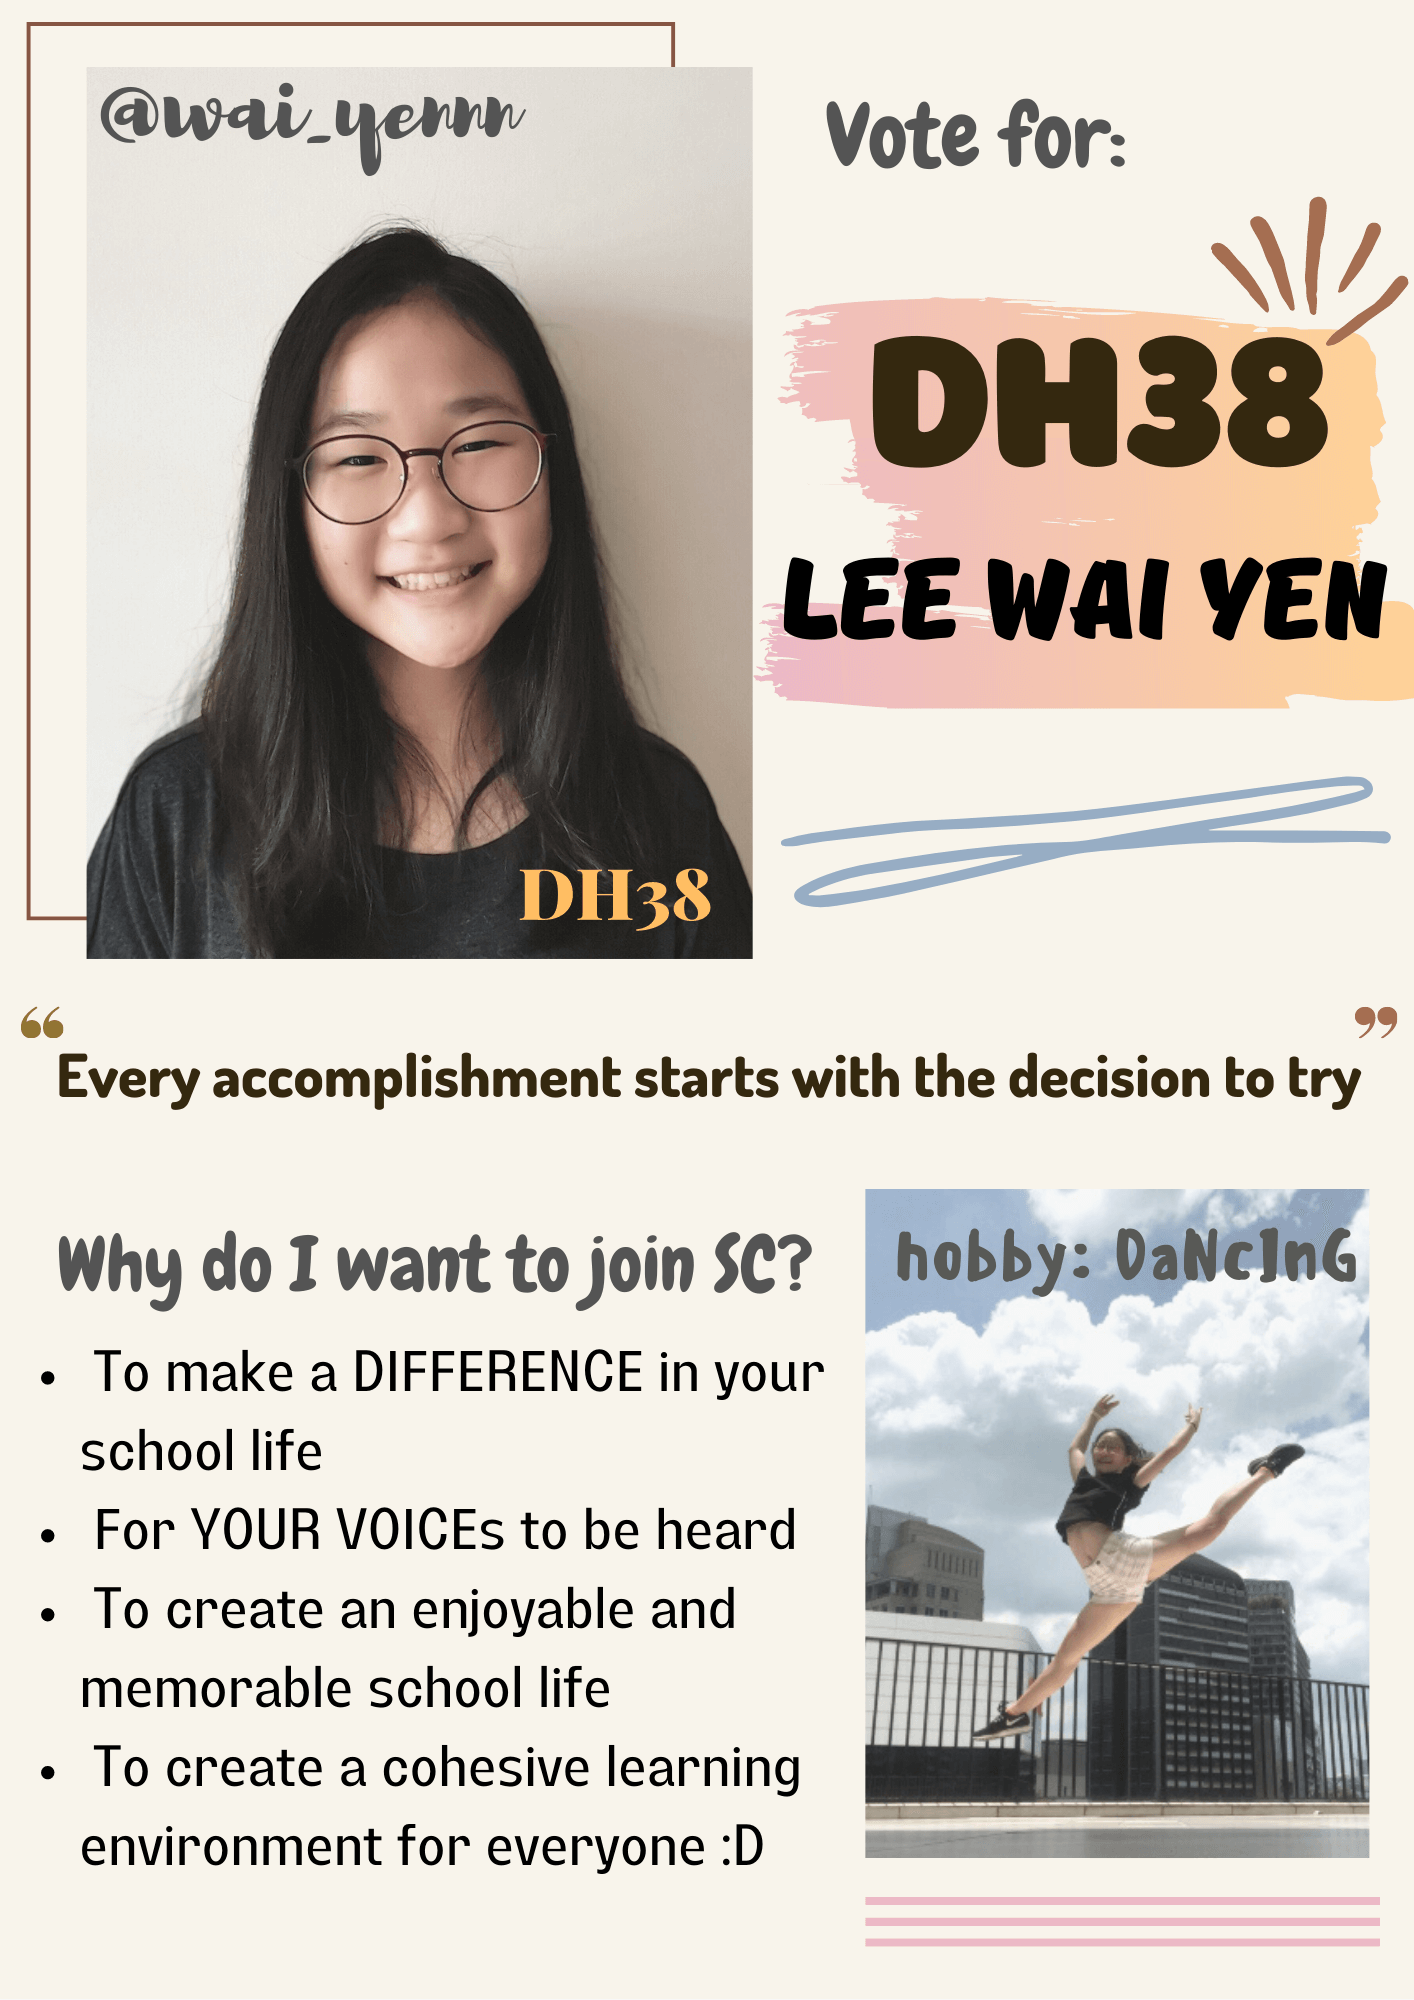 @wai_yennn
Vote for:
DH38
LEE WAI YEN
DH38
“ ”
Every accomplishment starts with the decision to try
Why do I want to join SC?
• To make a DIFFERENCE in your
school life
• For YOUR VOICEs to be heard
• To create an enjoyable and
memorable school life
• To create a cohesive learning
environment for everyone :D
hobby: DaNcInG